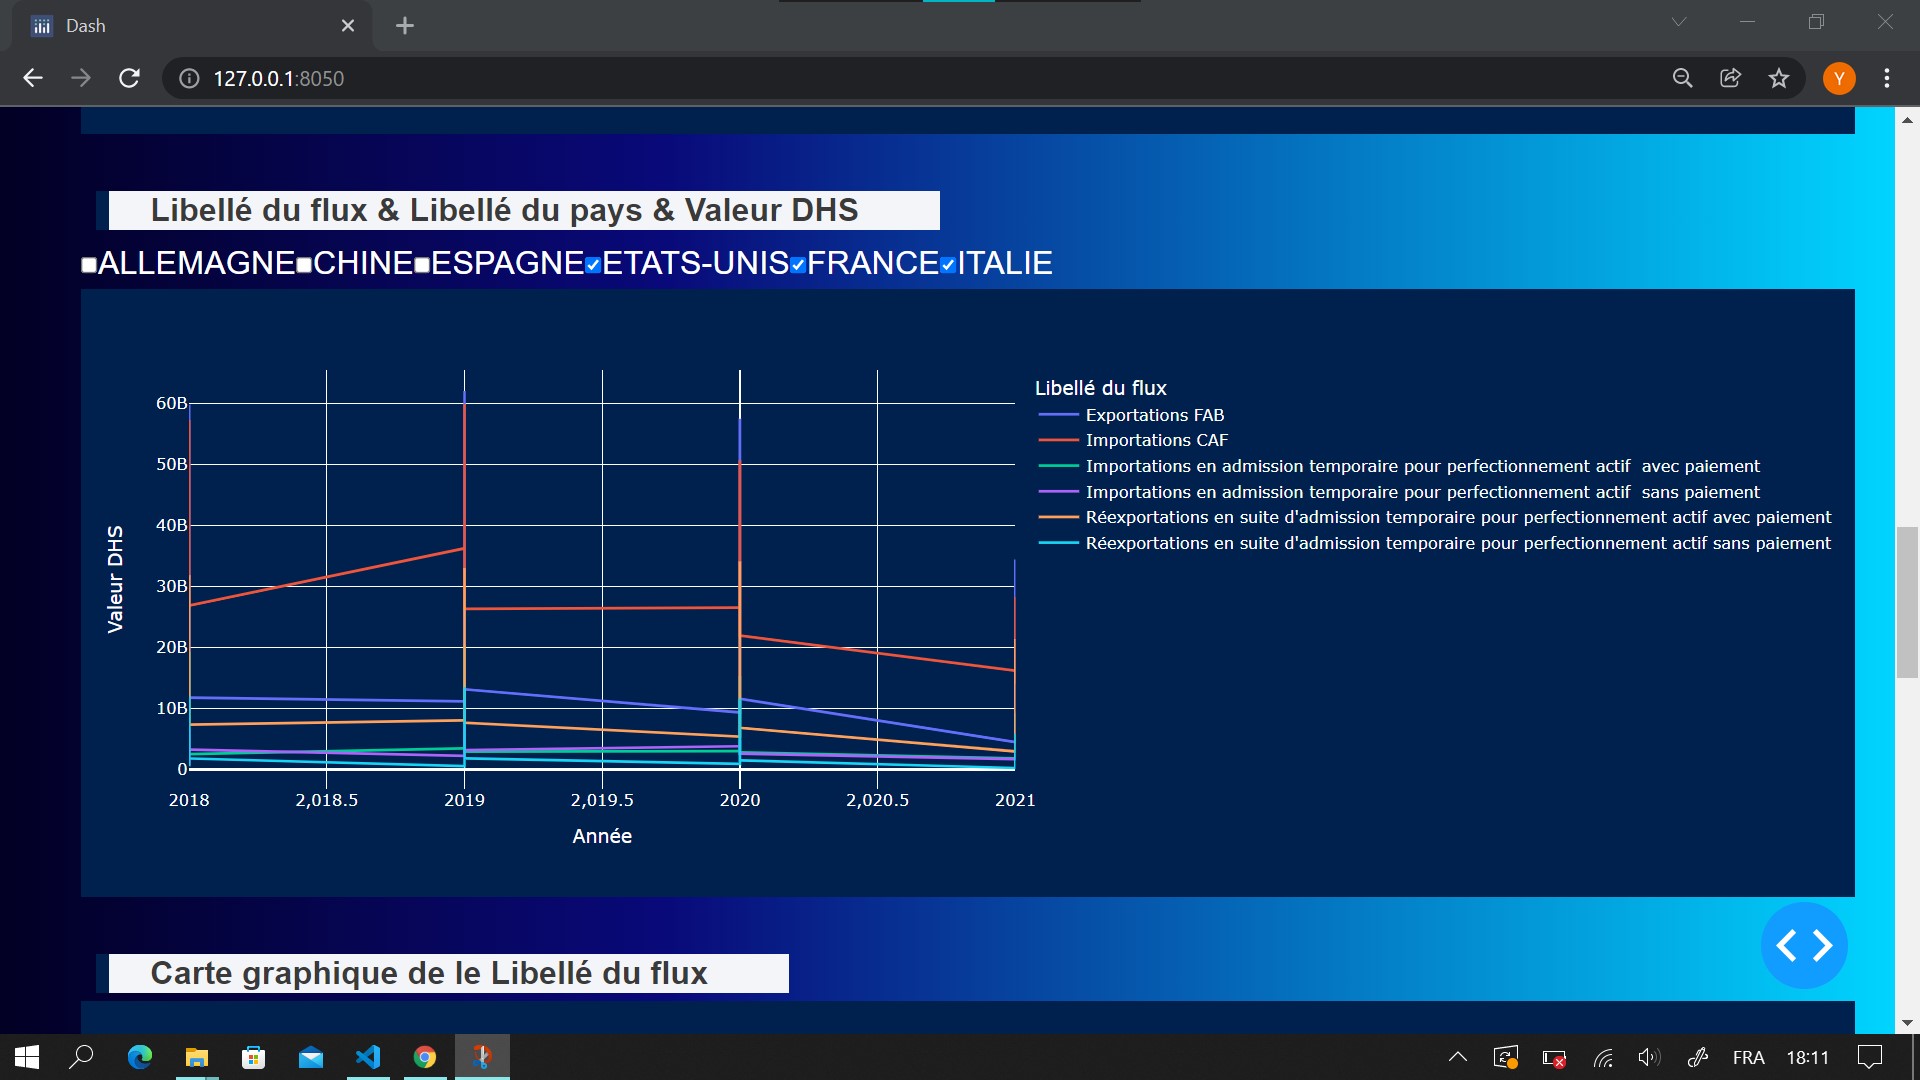 Dash
127.0.0.1:8050
Y
Libellé du flux & Libellé du pays & Valeur DHS
ALLEMAGNE CHINE ESPAGNE ETATS-UNIS FRANCE ITALIE
Valeur DHS
60B
50B
40B
30B
20B
10B
0
2018 2,018.5 2019 2,019.5 2020 2,020.5 2021
Année
Libellé du flux
Exportations FAB
Importations CAF
Importations en admission temporaire pour perfectionnement actif  avec paiement
Importations en admission temporaire pour perfectionnement actif  sans paiement
Réexportations en suite d'admission temporaire pour perfectionnement actif avec paiement
Réexportations en suite d'admission temporaire pour perfectionnement actif sans paiement
Carte graphique de le Libellé du flux
FRA 18:11